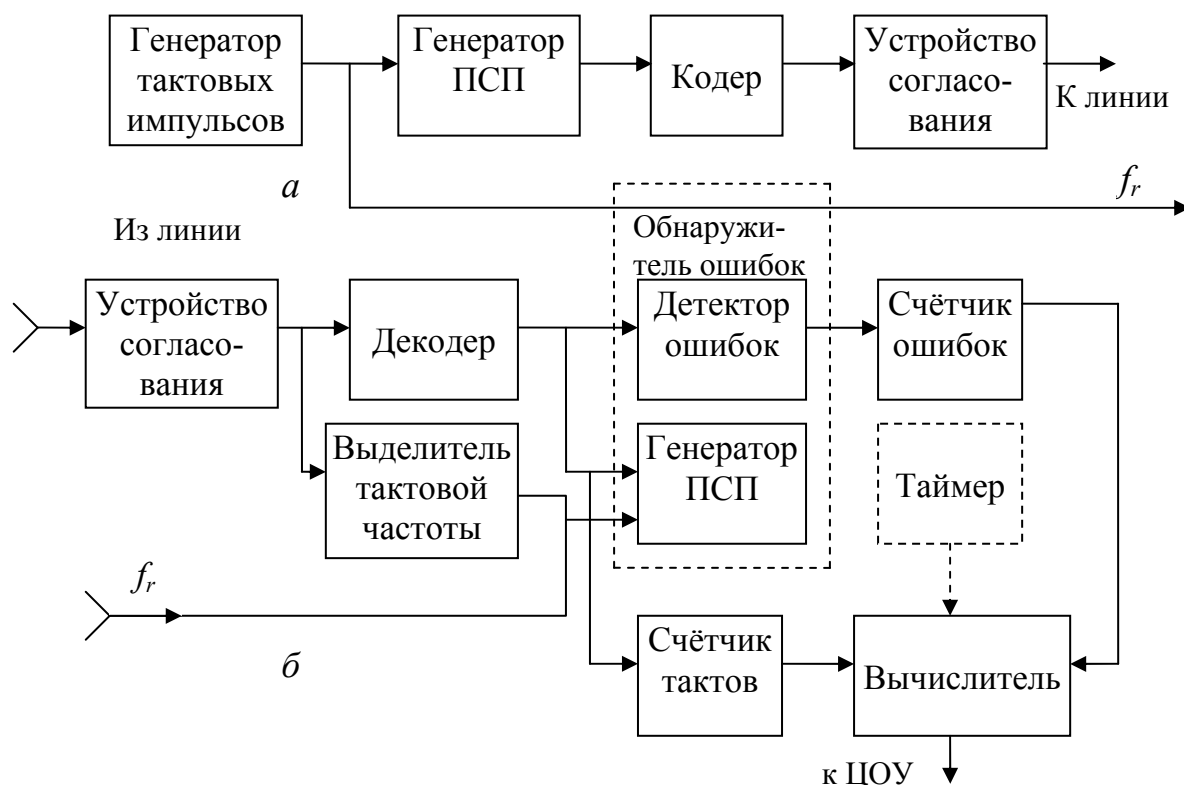 Генератор
тактовых
импульсов
Генератор
ПСП
Кодер
Устройство
согласо-
вания
К линии
а
f_r
Из линии
Обнаружи-
тель ошибок
Устройство
согласо-
вания
Декодер
Детектор
ошибок
Счётчик
ошибок
Выделитель
тактовой
частоты
Генератор
ПСП
Таймер
f_r
б
Счётчик
тактов
Вычислитель
к ЦОУ